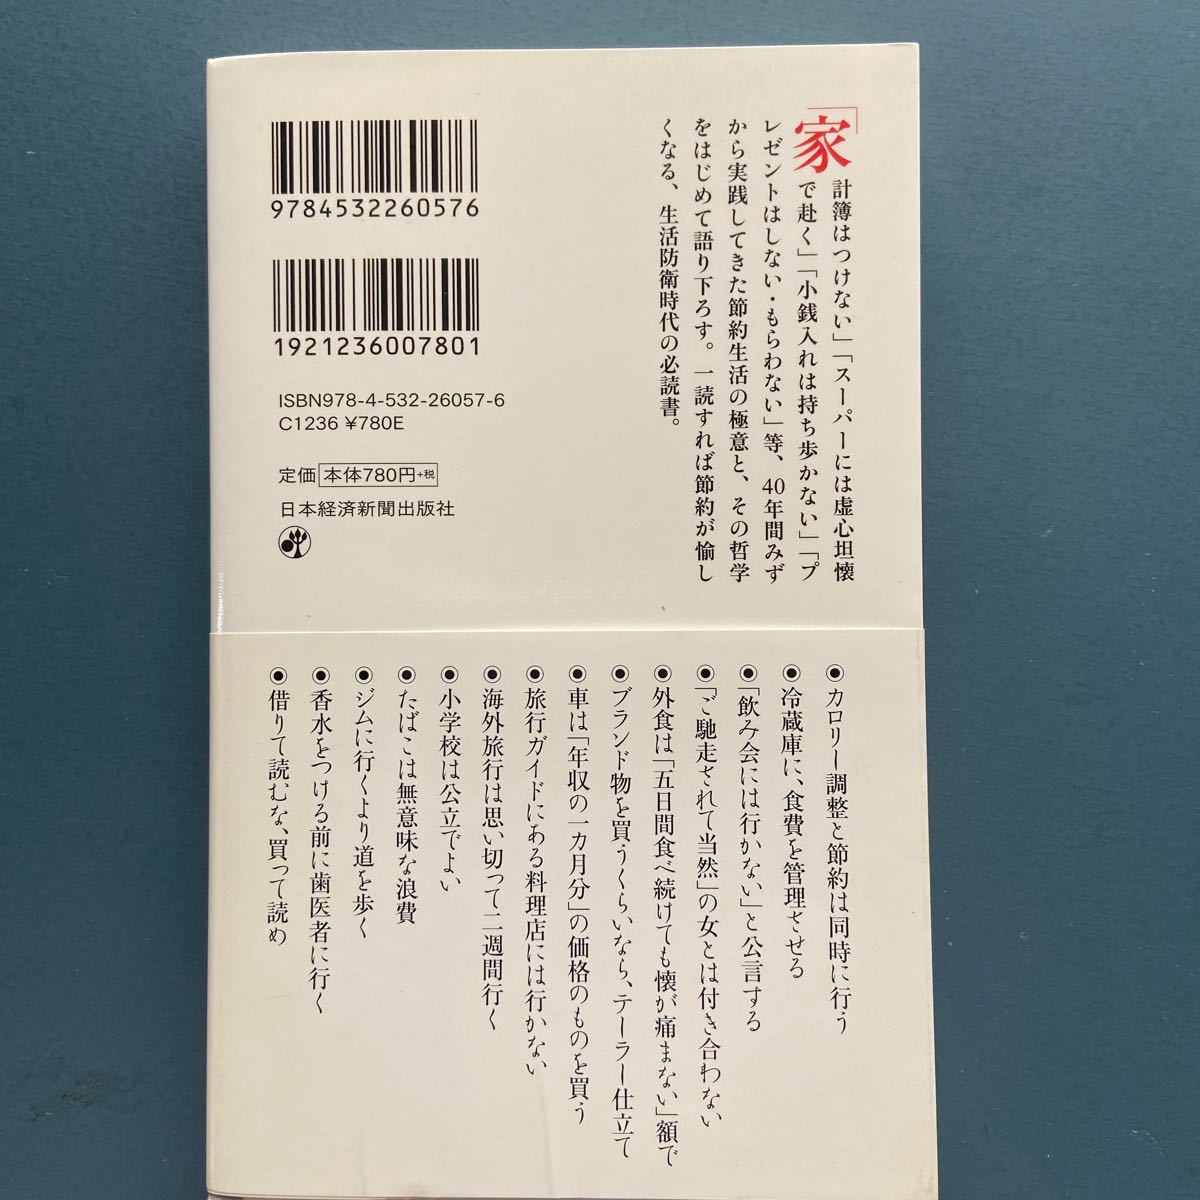 「家計簿はつけない」「スーパーには虚心坦懐
で赴く」「小銭入れは持ち歩かない」「プ
レゼントはしない・もらわない」等、40年間みず
から実践してきた節約生活の極意と、その哲学
をはじめて語り下ろす。一読すれば節約が愉し
くなる、生活防衛時代の必読書。
9784532260576
1921236007801
ISBN978-4-532-26057-6
C1236 ¥780E
定価 本体780円+税
日本経済新聞出版社
●カロリー調整と節約は同時に行う
●冷蔵庫に、食費を管理させる
●「飲み会には行かない」と公言する
●「ご馳走されて当然」の女とは付き合わない
●外食は「五日間食べ続けても懐が痛まない」額で
●ブランド物を買うくらいなら、テーラー仕立て
●車は「年収の一カ月分」の価格のものを買う
●旅行ガイドにある料理店には行かない
●海外旅行は思い切って二週間行く
●小学校は公立でよい
●たばこは無意味な浪費
●ジムに行くより道を歩く
●香水をつける前に歯医者に行く
●借りて読むな、買って読め